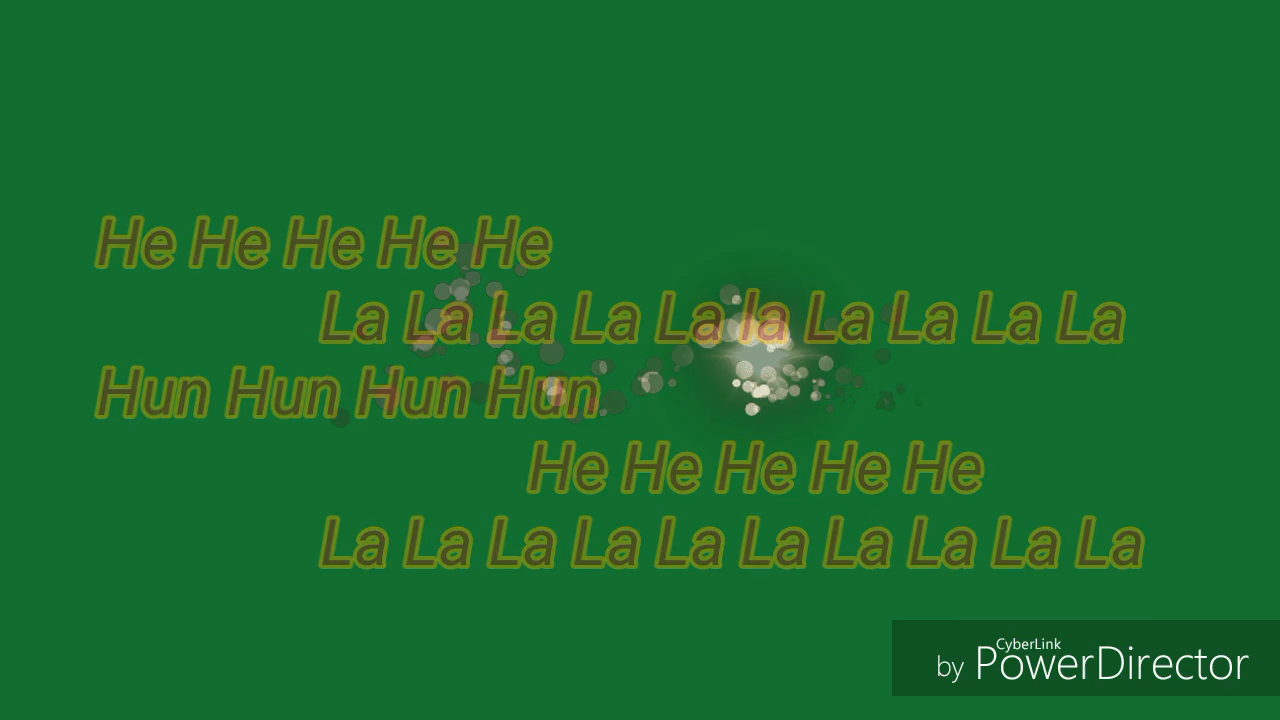 He He He He He
La La La La La la La La La La
Hun Hun Hun Hun
He He He He He
La La La La La La La La La La
CyberLink
by PowerDirector